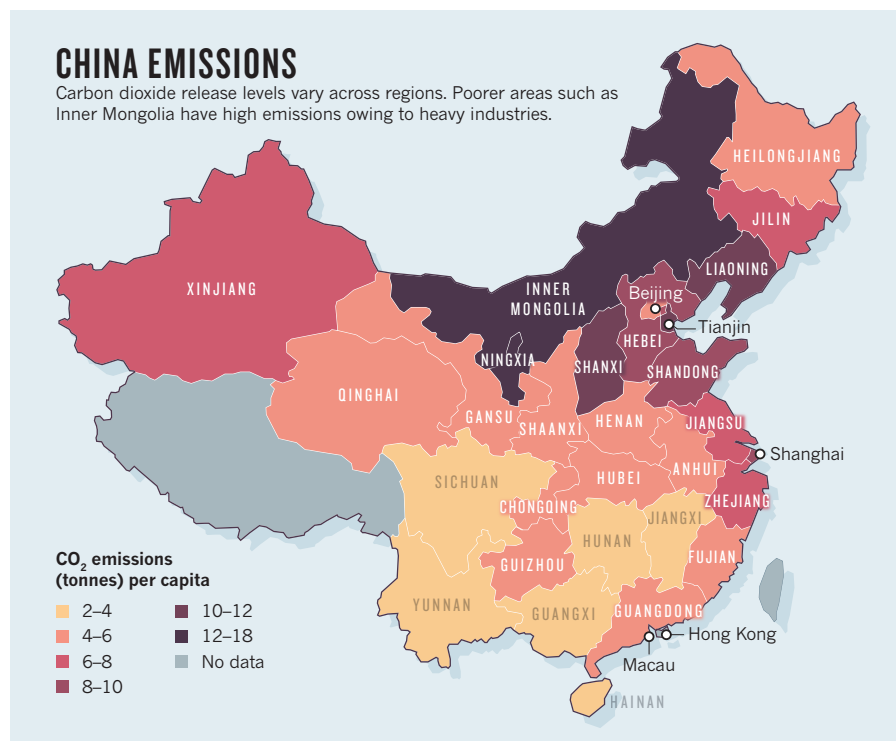 CHINA EMISSIONS
Carbon dioxide release levels vary across regions. Poorer areas such as
Inner Mongolia have high emissions owing to heavy industries.
HEILONGJIANG
JILIN
LIAONING
XINJIANG
INNER
MONGOLIA
Beijing
Tianjin
HEBEI
NINGXIA
SHANXI
SHANDONG
QINGHAI
GANSU
SHAANXI
HENAN
JIANGSU
Shanghai
SICHUAN
HUBEI
ANHUI
CHONGQING
ZHEJIANG
JIANGXI
HUNAN
GUIZHOU
FUJIAN
YUNNAN
GUANGXI
GUANGDONG
Hong Kong
Macau
HAINAN
CO₂ emissions
(tonnes) per capita
2–4
4–6
6–8
8–10
10–12
12–18
No data